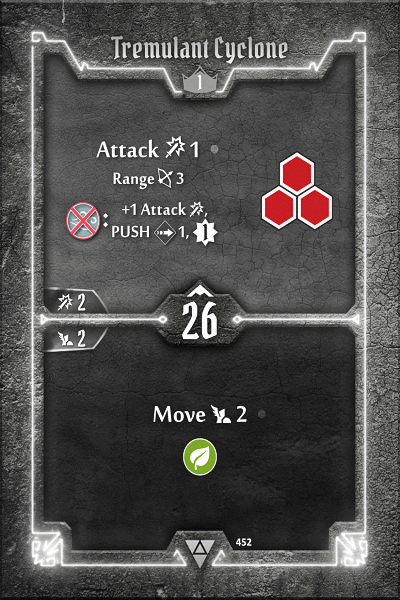 Tremulant Cyclone
1
Attack 1
Range 3
: +1 Attack,
PUSH 1, 1
2
26
2
Move 2
452